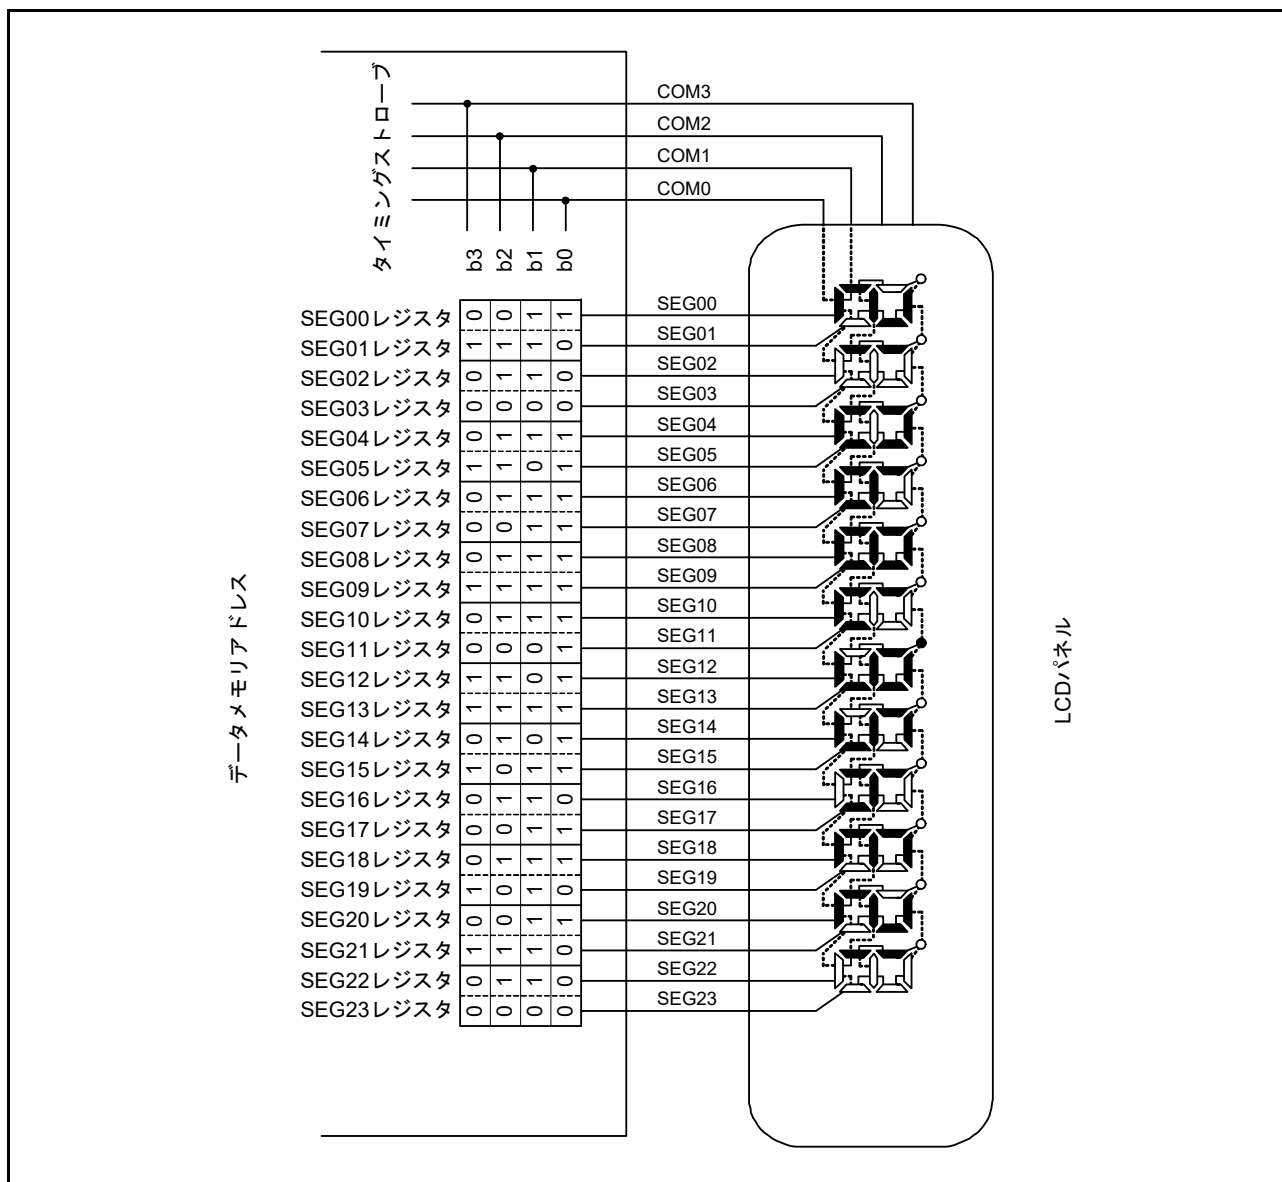 タイミングストローブ
COM3
COM2
COM1
COM0
b3 b2 b1 b0
SEG00レジスタ 0 0 1 1 SEG00
SEG01レジスタ 1 1 1 0 SEG01
SEG02レジスタ 0 1 1 0 SEG02
SEG03レジスタ 0 0 0 0 SEG03
SEG04レジスタ 0 1 1 1 SEG04
SEG05レジスタ 1 1 0 1 SEG05
SEG06レジスタ 0 1 1 1 SEG06
SEG07レジスタ 0 0 1 1 SEG07
SEG08レジスタ 0 1 1 1 SEG08
SEG09レジスタ 1 1 1 1 SEG09
SEG10レジスタ 0 1 1 1 SEG10
SEG11レジスタ 0 0 0 1 SEG11
SEG12レジスタ 1 1 0 1 SEG12
SEG13レジスタ 1 1 1 1 SEG13
SEG14レジスタ 0 1 0 1 SEG14
SEG15レジスタ 1 0 1 1 SEG15
SEG16レジスタ 0 1 1 0 SEG16
SEG17レジスタ 0 0 1 1 SEG17
SEG18レジスタ 0 1 1 1 SEG18
SEG19レジスタ 1 0 1 0 SEG19
SEG20レジスタ 0 0 1 1 SEG20
SEG21レジスタ 1 1 1 0 SEG21
SEG22レジスタ 0 1 1 0 SEG22
SEG23レジスタ 0 0 0 0 SEG23
データメモリアドレス
LCDパネル